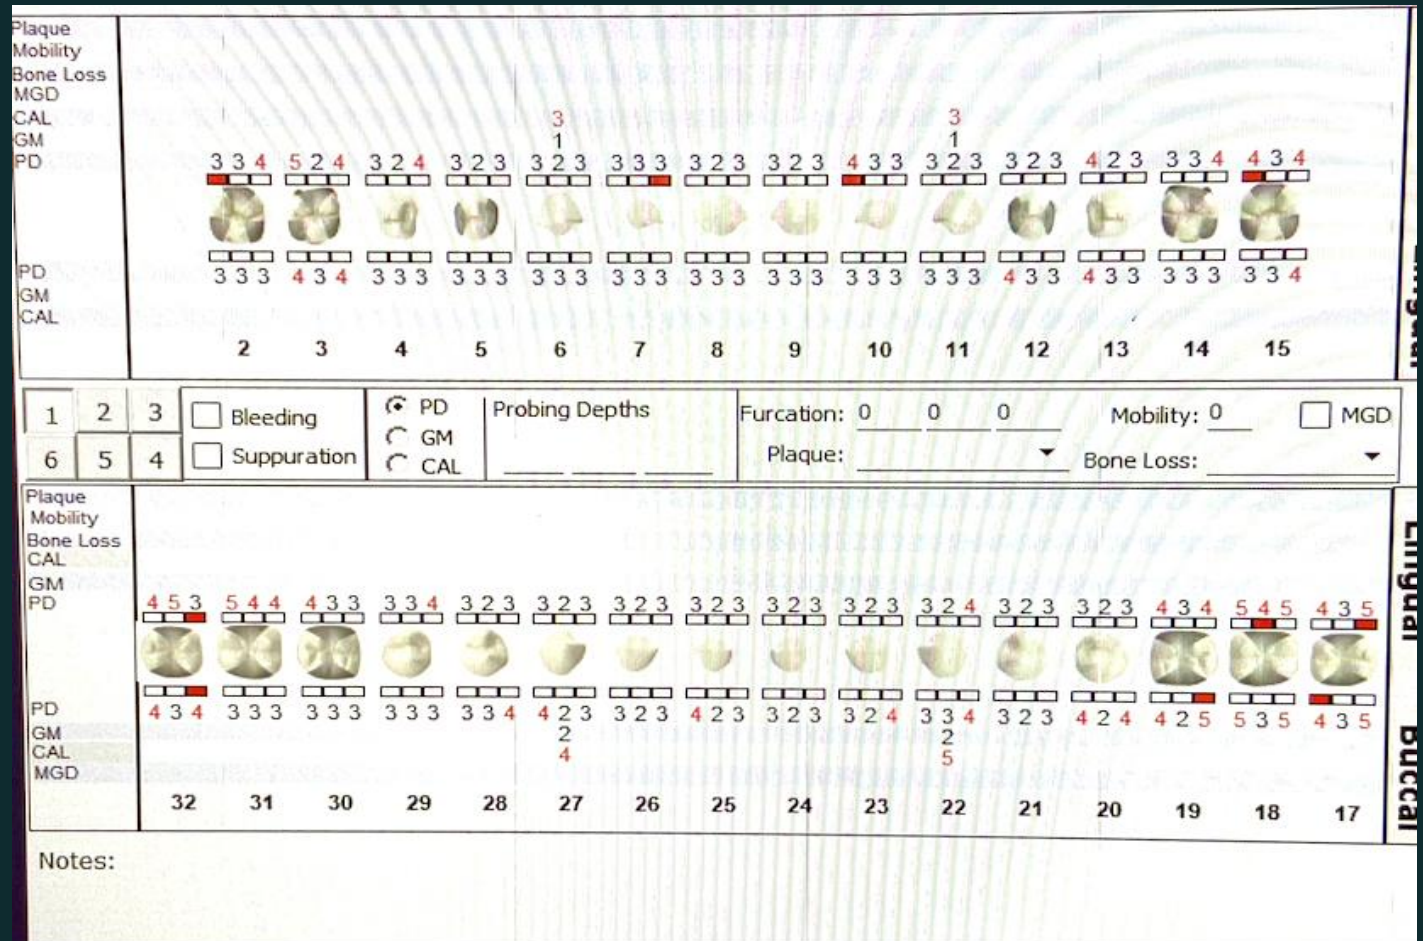 Plaque
Mobility
Bone Loss
MGD
CAL 3 3
GM 1 1
PD 3 3 4 5 2 4 3 2 4 3 2 3 3 2 3 3 3 3 3 2 3 3 2 3 4 3 3 3 2 3 3 2 3 4 2 3 3 3 4 4 3 4
PD 3 3 3 4 3 4 3 3 3 3 3 3 3 3 3 3 3 3 3 3 3 3 3 3 3 3 3 3 3 3 4 3 3 4 3 3 3 3 3 3 3 4
GM
CAL
2 3 4 5 6 7 8 9 10 11 12 13 14 15
1 2 3 Bleeding PD Probing Depths Furcation: 0 0 0 Mobility: 0 MGD
GM
6 5 4 Suppuration CAL Plaque: Bone Loss:
Plaque
Mobility
Bone Loss
CAL
GM
PD 4 5 3 5 4 4 4 3 3 3 3 4 3 2 3 3 2 3 3 2 3 3 2 3 3 2 3 3 2 3 3 2 4 3 2 3 3 2 3 4 3 4 5 4 5 4 3 5
Lingual
PD 4 3 4 3 3 3 3 3 3 3 3 3 3 3 4 4 2 3 3 2 3 4 2 3 3 2 3 3 2 4 3 3 4 3 2 3 4 2 4 4 2 5 5 3 5 4 3 5
GM 2 2
CAL 4 5
MGD
Buccal
32 31 30 29 28 27 26 25 24 23 22 21 20 19 18 17
Notes: